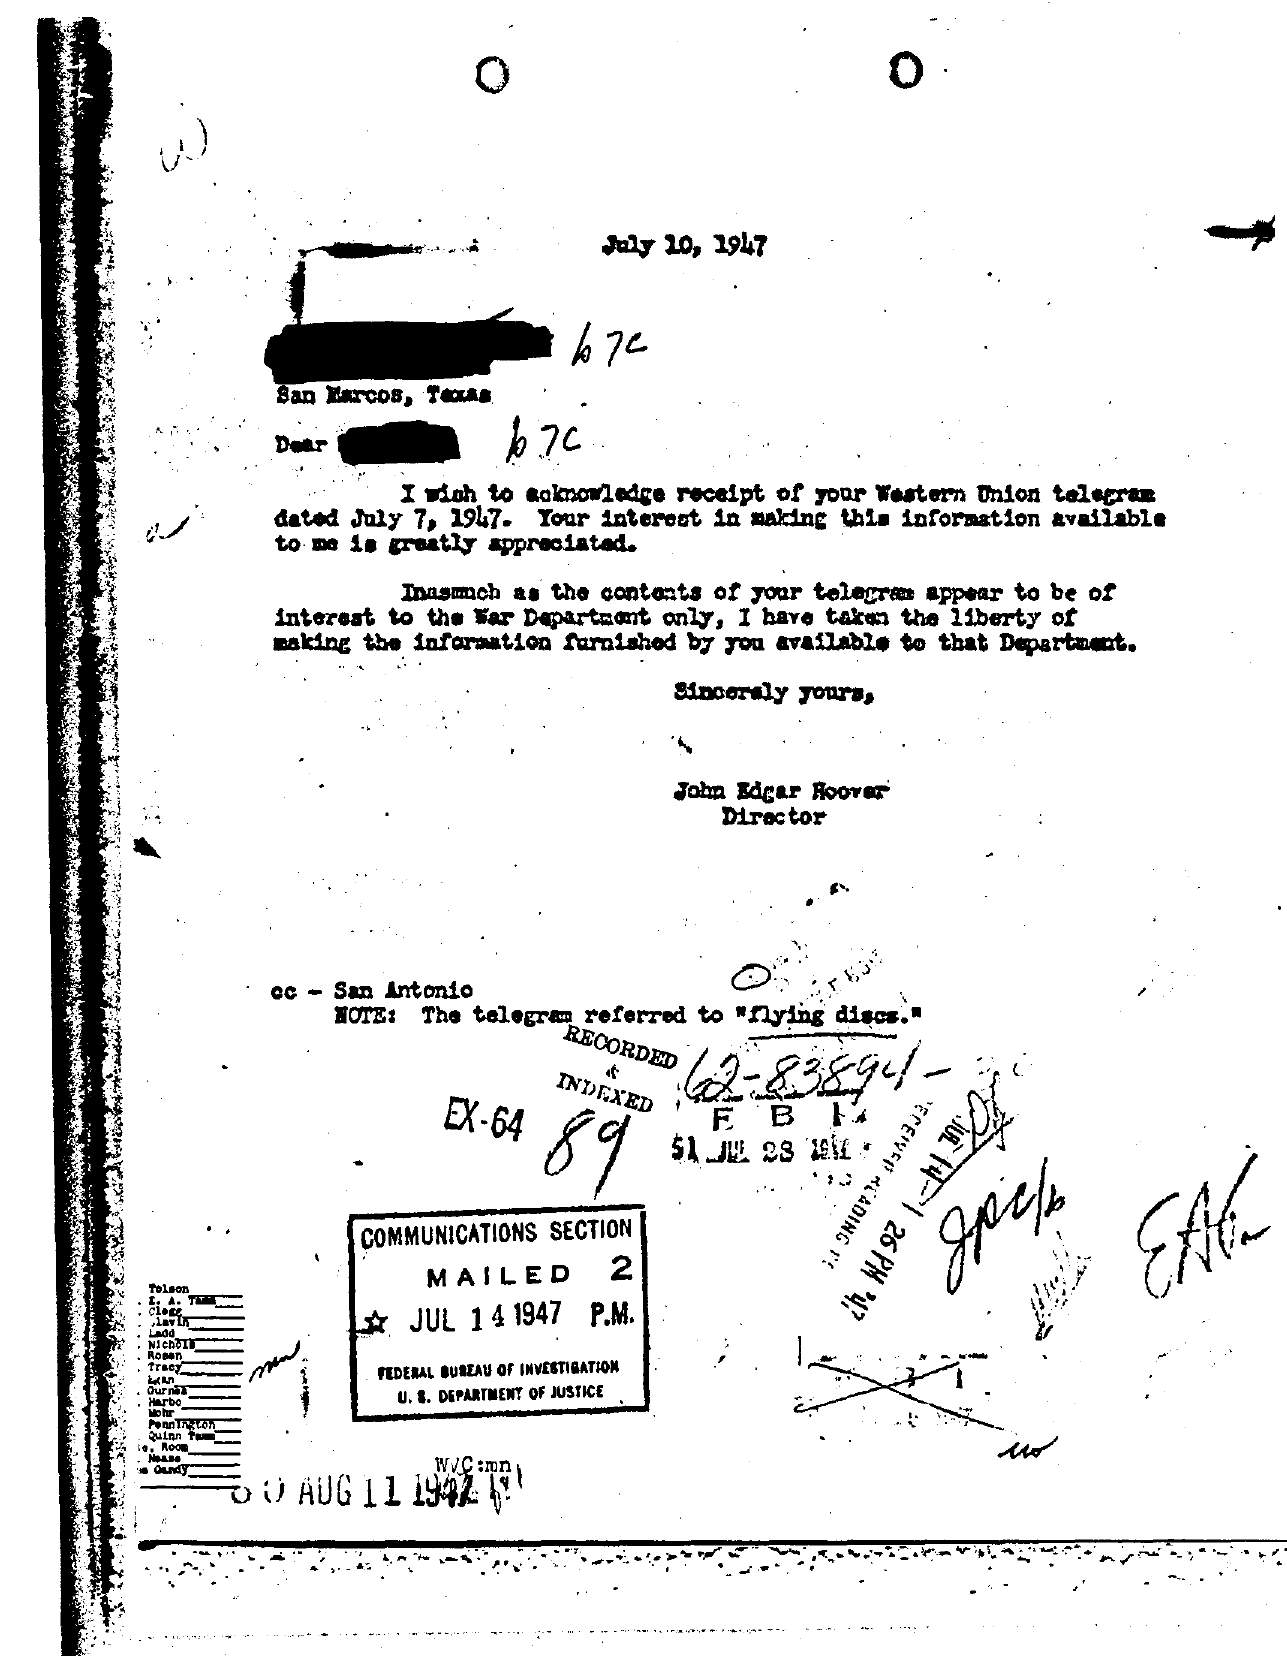 July 10, 1947
b7C
San Marcos, Texas
Dear
b7C
I wish to acknowledge receipt of your Western Union telegram
dated July 7, 1947. Your interest in making this information available
to me is greatly appreciated.
Inasmuch as the contents of your telegram appear to be of
interest to the War Department only, I have taken the liberty of
making the information furnished by you available to that Department.
Sincerely yours,
John Edgar Hoover
Director
cc - San Antonio
NOTE: The telegram referred to "flying discs."
RECORDED
&
INDEXED
62-83894-
F B I
51 JUL 28 1947
EX-64
89
RECEIVED READING
JUL 14 1 26 PM '47
COMMUNICATIONS SECTION
MAILED 2
☆ JUL 14 1947 P.M.
FEDERAL BUREAU OF INVESTIGATION
U. S. DEPARTMENT OF JUSTICE
Tolson
E. A. Tamm
Clegg
Ladd
Nichols
Rosen
Tracy
Egan
Gurnea
Harbo
Mohr
Pennington
Quinn Tamm
Room
Nease
Gandy
WVC:mn
AUG 11 1947